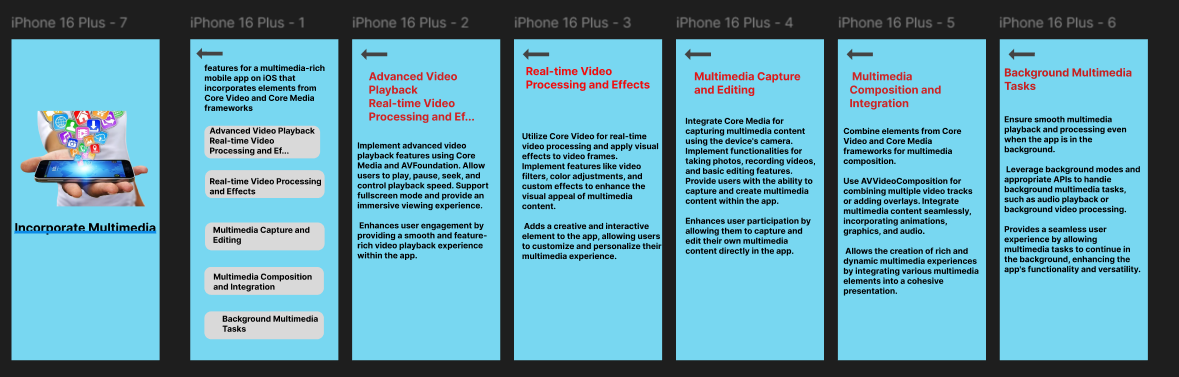 iPhone 16 Plus - 7
Incorporate Multimedia
iPhone 16 Plus - 1
features for a multimedia-rich
mobile app on iOS that
incorporates elements from
Core Video and Core Media
frameworks
Advanced Video Playback
Real-time Video
Processing and Ef...
Real-time Video Processing
and Effects
Multimedia Capture and
Editing
Multimedia Composition
and Integration
Background Multimedia
Tasks
iPhone 16 Plus - 2
Advanced Video
Playback
Real-time Video
Processing and Ef...
Implement advanced video
playback features using Core
Media and AVFoundation. Allow
users to play, pause, seek, and
control playback speed. Support
fullscreen mode and provide an
immersive viewing experience.
Enhances user engagement by
providing a smooth and feature-
rich video playback experience
within the app.
iPhone 16 Plus - 3
Real-time Video
Processing and Effects
Utilize Core Video for real-time
video processing and apply visual
effects to video frames.
Implement features like video
filters, color adjustments, and
custom effects to enhance the
visual appeal of multimedia
content.
Adds a creative and interactive
element to the app, allowing users
to customize and personalize their
multimedia experience.
iPhone 16 Plus - 4
Multimedia Capture
and Editing
Integrate Core Media for
capturing multimedia content
using the device's camera.
Implement functionalities for
taking photos, recording videos,
and basic editing features.
Provide users with the ability to
capture and create multimedia
content within the app.
Enhances user participation by
allowing them to capture and
edit their own multimedia
content directly in the app.
iPhone 16 Plus - 5
Multimedia
Composition and
Integration
Combine elements from Core
Video and Core Media
frameworks for multimedia
composition.
Use AVVideoComposition for
combining multiple video tracks
or adding overlays. Integrate
multimedia content seamlessly,
incorporating animations,
graphics, and audio.
Allows the creation of rich and
dynamic multimedia experiences
by integrating various multimedia
elements into a cohesive
presentation.
iPhone 16 Plus - 6
Background Multimedia
Tasks
Ensure smooth multimedia
playback and processing even
when the app is in the
background.
Leverage background modes and
appropriate APIs to handle
background multimedia tasks,
such as audio playback or
background video processing.
Provides a seamless user
experience by allowing
multimedia tasks to continue in
the background, enhancing the
app's functionality and versatility.